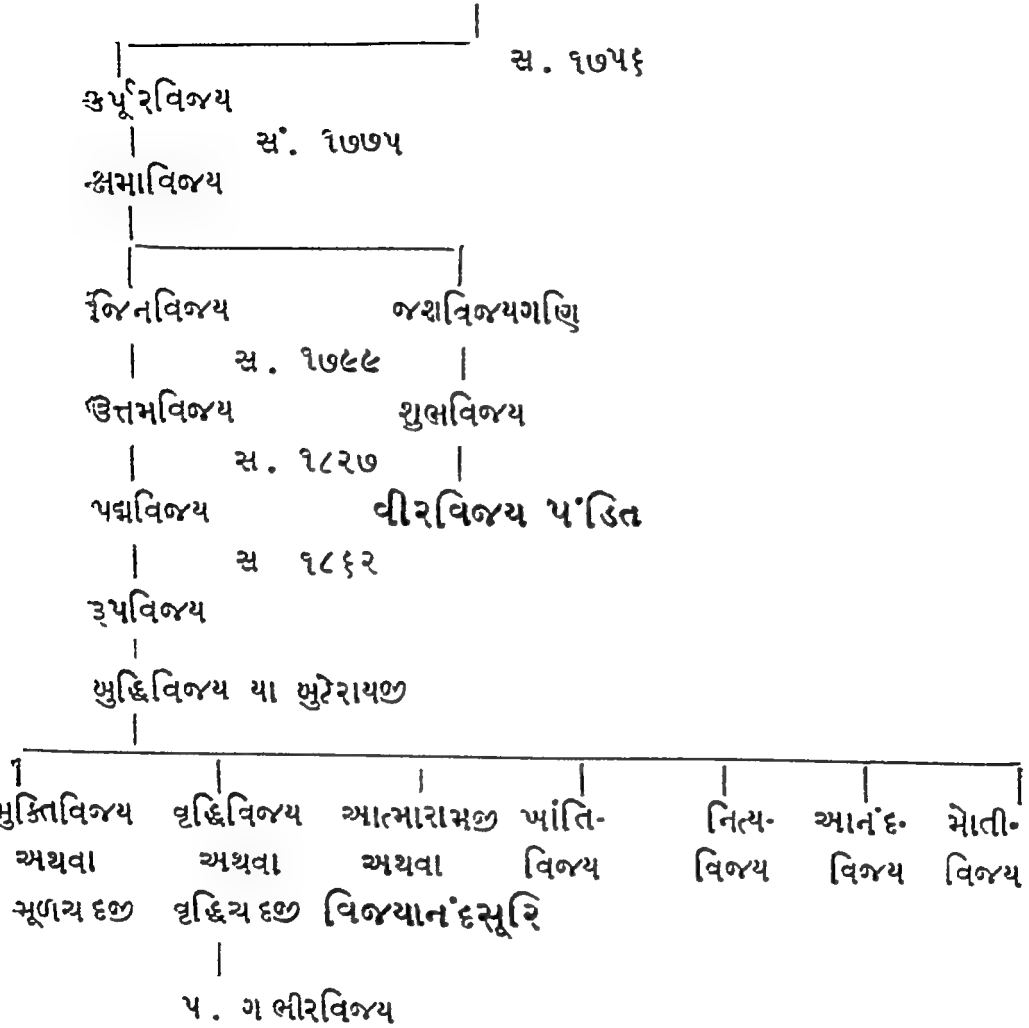 સ. ૧૭૫૬
કર્પૂરવિજય
સં. ૧૭૭૫
ક્ષમાવિજય
જિનવિજય જશવિજયગણિ
સ. ૧૭૯૯
ઉત્તમવિજય શુભવિજય
સ. ૧૮૨૭
પદ્મવિજય વીરવિજય પંડિત
સ ૧૮૬૨
રૂપવિજય
બુદ્ધિવિજય યા બુટેરાયજી
મુક્તિવિજય વૃદ્ધિવિજય આત્મારામજી ખાંતિ- નિત્ય- આનંદ- મોતી-
અથવા અથવા અથવા વિજય વિજય વિજય વિજય
મૂળચ દજી વૃદ્ધિચ દજી વિજયાનંદસૂરિ
પ. ગ ભીરવિજય